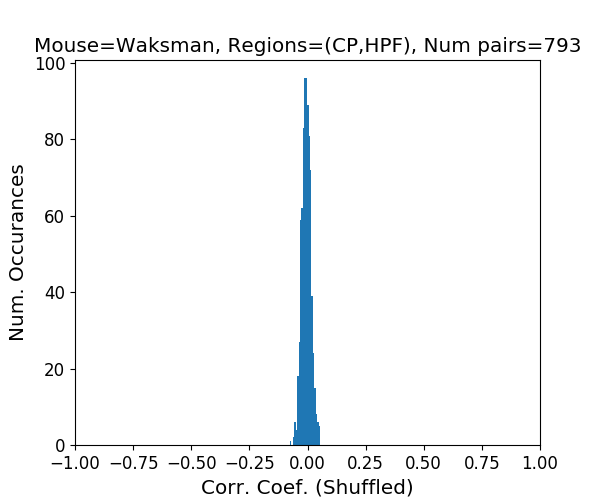 Mouse=Waksman, Regions=(CP,HPF), Num pairs=793
100
80
60
40
20
0
Num. Occurances
−1.00 −0.75 −0.50 −0.25 0.00 0.25 0.50 0.75 1.00
Corr. Coef. (Shuffled)